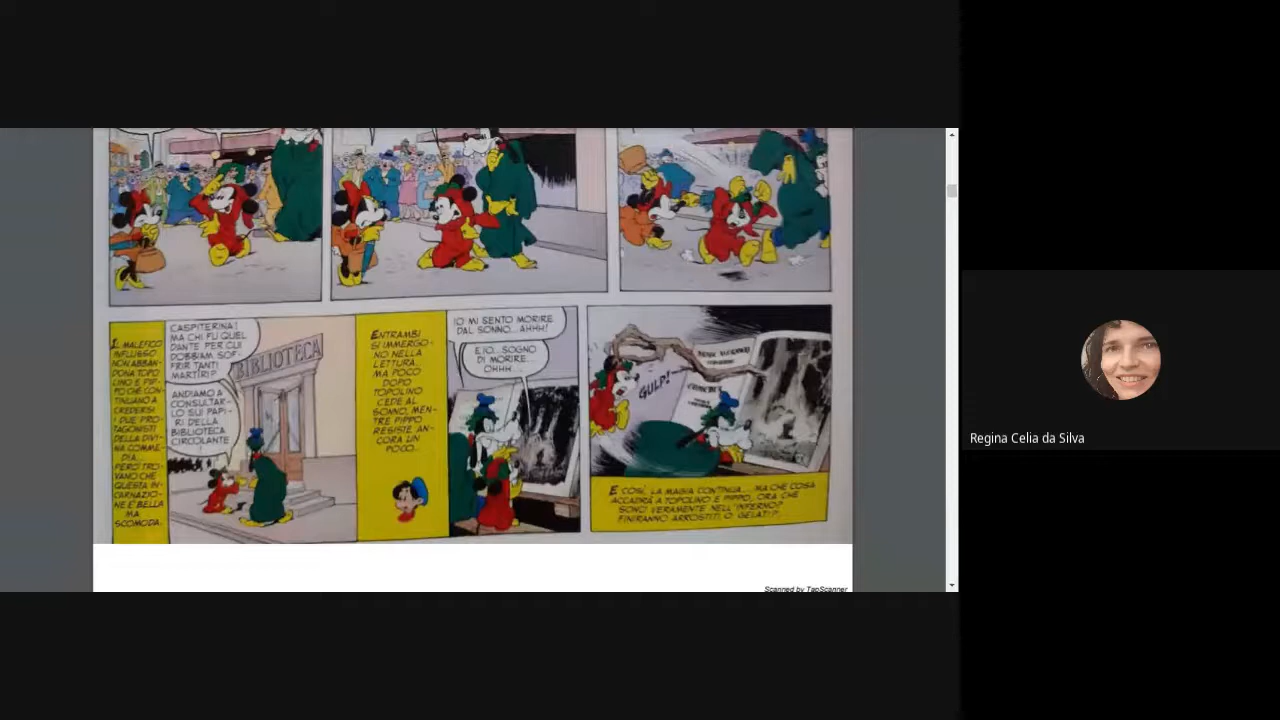 IL MALEFICO
INFLUSSO
NON ABBAN-
DONA TOPO
LINO E PIP-
PO CHE CON-
TINUANO A
CREDERSI
I DUE PRO-
TAGONISTI
DELLA DIVI-
NA COMME-
DIA...
PERÒ TRO-
VANO CHE
QUESTA IN-
CARNAZIO-
NE È BELLA
MA
SCOMODA.
CASPITERINA!
MA CHI FU QUEL
DANTE PER CUI
DOBBIAM SOF-
FRIR TANTI
MARTIRI?
ANDIAMO A
CONSULTAR-
LO SUI PAPI-
RI DELLA
BIBLIOTECA
CIRCOLANTE
!
BIBLIOTECA
ENTRAMBI
SI IMMERGO-
NO NELLA
LETTURA,
MA POCO
DOPO
TOPOLINO
CEDE AL
SONNO, MEN-
TRE PIPPO
RESISTE AN-
CORA UN
POCO...
IO MI SENTO MORIRE
DAL SONNO...AHHH!
E IO...SOGNO
DI MORIRE...
OHHH...
GULP!
E COSÌ, LA MAGIA CONTINUA... MA CHE COSA
ACCADRÀ A TOPOLINO E PIPPO, ORA CHE
SONO VERAMENTE NELL'INFERNO?
FINIRANNO ARROSTITI O GELATI?...
Scanned by TapScanner
Regina Celia da Silva